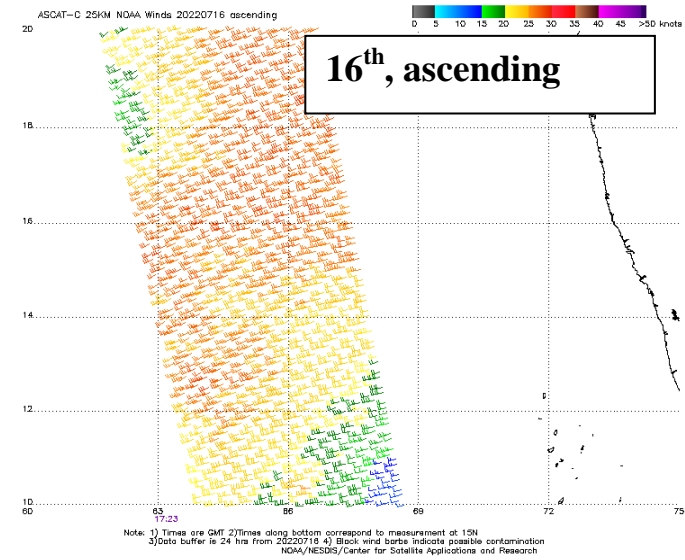 ASCAT-C 25KM NOAA Winds 20220716 ascending
0 5 10 15 20 25 30 35 40 45 >50 knots
16th, ascending
20
18
16
14
12
10
60 63 66 69 72 75
17:23
Note: 1) Times are GMT 2)Times along bottom correspond to measurement at 15N
3)Data buffer is 24 hrs from 20220716 4) Black wind barbs indicate possible contamination
NOAA/NESDIS/Center for Satellite Applications and Research